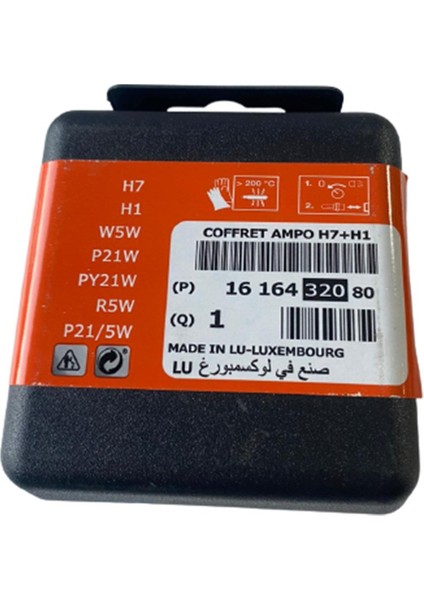 H7
H1
W5W
P21W
PY21W
R5W
P21/5W
> 200 °C
1.
2.
COFFRET AMPO H7+H1
(P) 16 164 320 80
(Q) 1
MADE IN LU-LUXEMBOURG
LU صنع في لوكسمبورغ